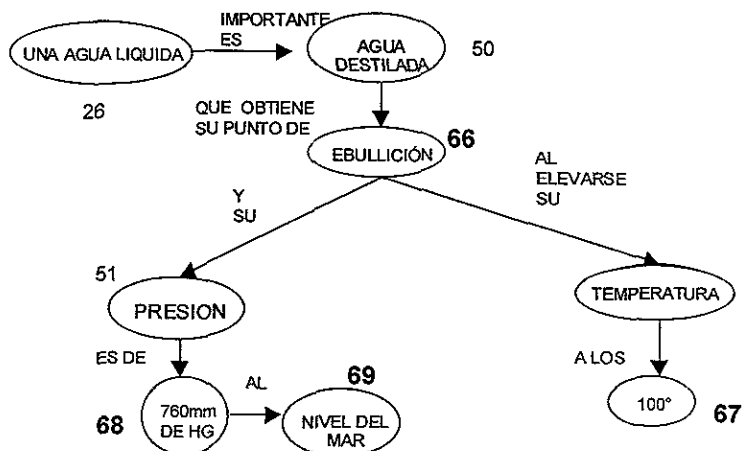 IMPORTANTE
ES
UNA AGUA LIQUIDA
AGUA
DESTILADA
50
26
QUE OBTIENE
SU PUNTO DE
66
EBULLICIÓN
AL
ELEVARSE
SU
Y
SU
51
PRESION
TEMPERATURA
ES DE
A LOS
69
AL
68
760mm
DE HG
NIVEL DEL
MAR
100°
67